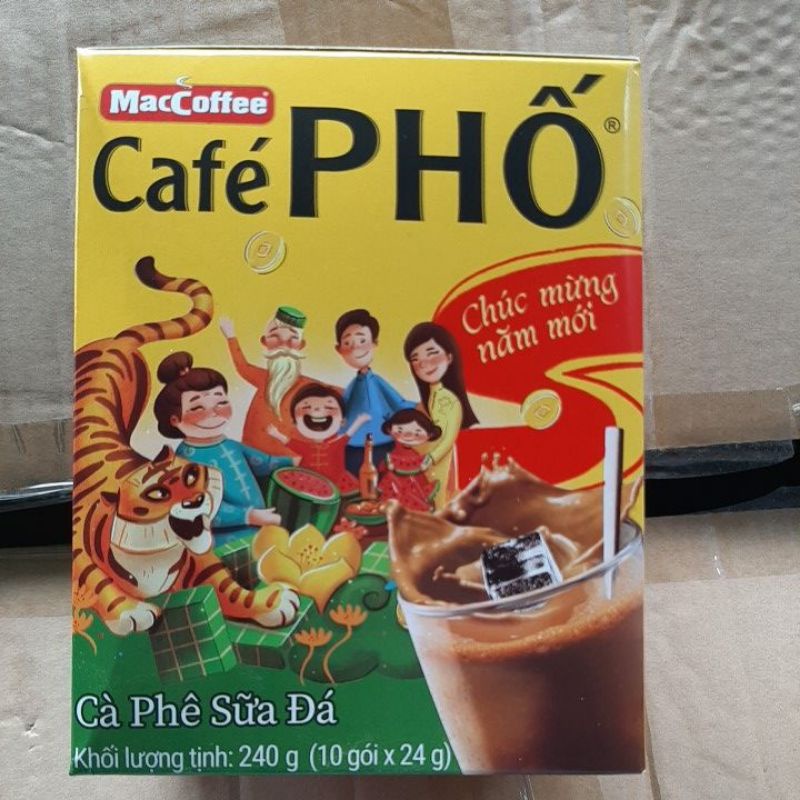 MacCoffee®
Café PHỐ®
Chúc mừng
năm mới
Cà Phê Sữa Đá
Khối lượng tịnh: 240 g (10 gói x 24 g)